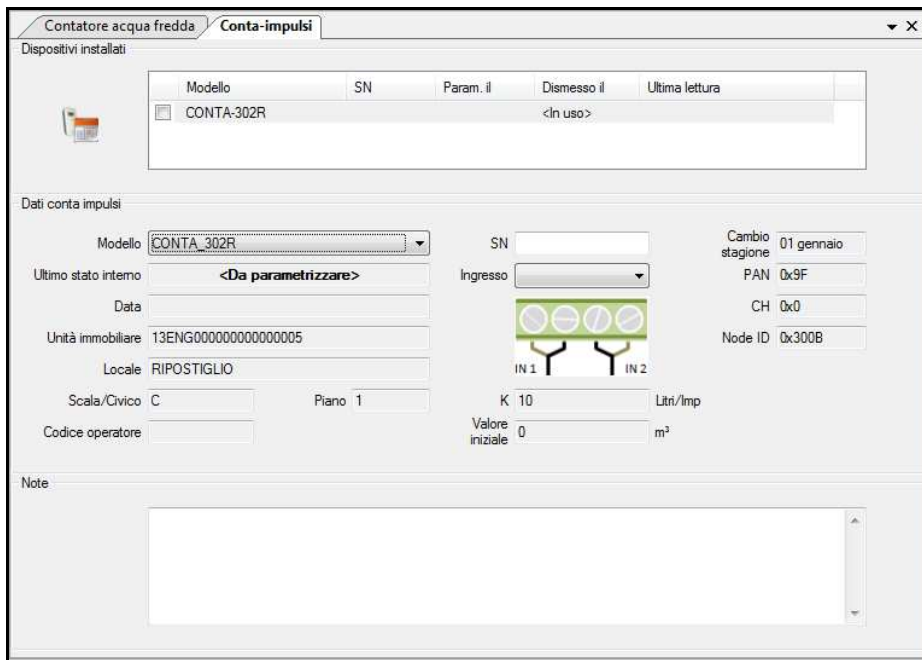 Contatore acqua fredda Conta-impulsi
Dispositivi installati
Modello SN Param. il Dismesso il Ultima lettura
CONTA-302R <In uso>
Dati conta impulsi
Modello CONTA_302R SN Cambio stagione 01 gennaio
Ultimo stato interno <Da parametrizzare> Ingresso PAN 0x9F
Data CH 0x0
Unità immobiliare 13ENG000000000000005 Node ID 0x300B
Locale RIPOSTIGLIO IN 1 IN 2
Scala/Civico C Piano 1 K 10 Litri/Imp
Codice operatore Valore iniziale 0 m³
Note